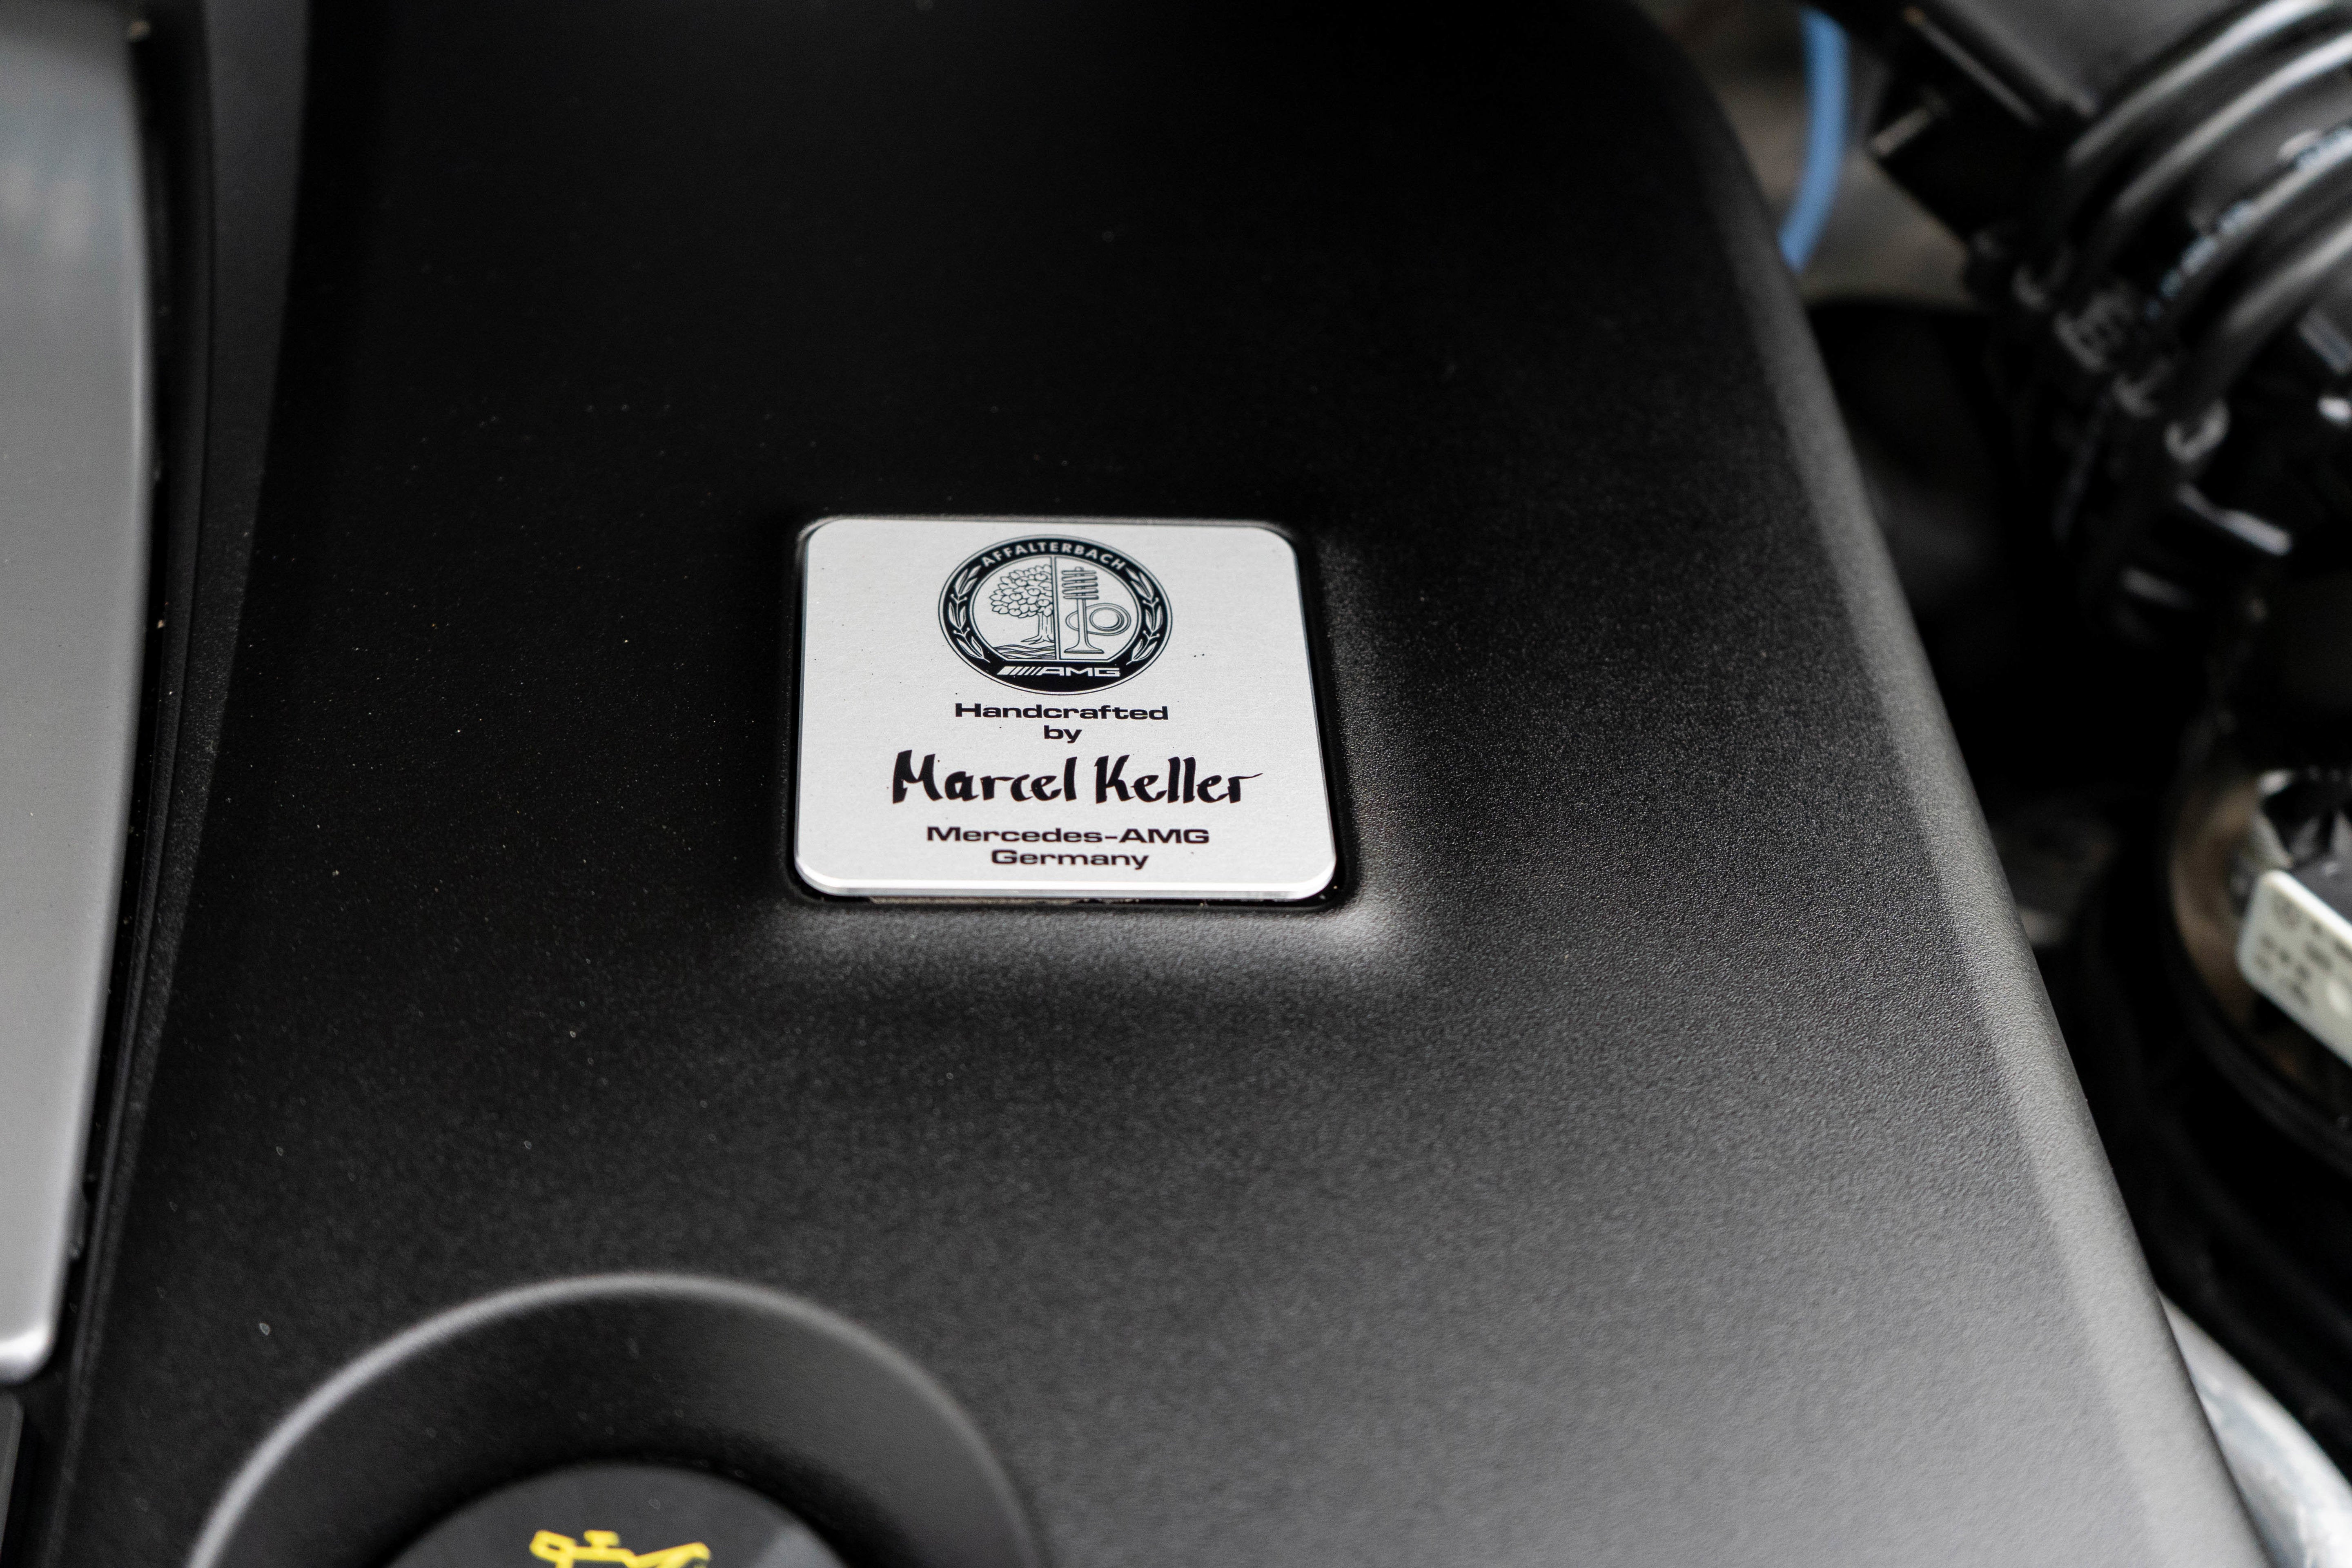 AFFALTERBACH
AMG
Handcrafted
by
Marcel Keller
Mercedes-AMG
Germany